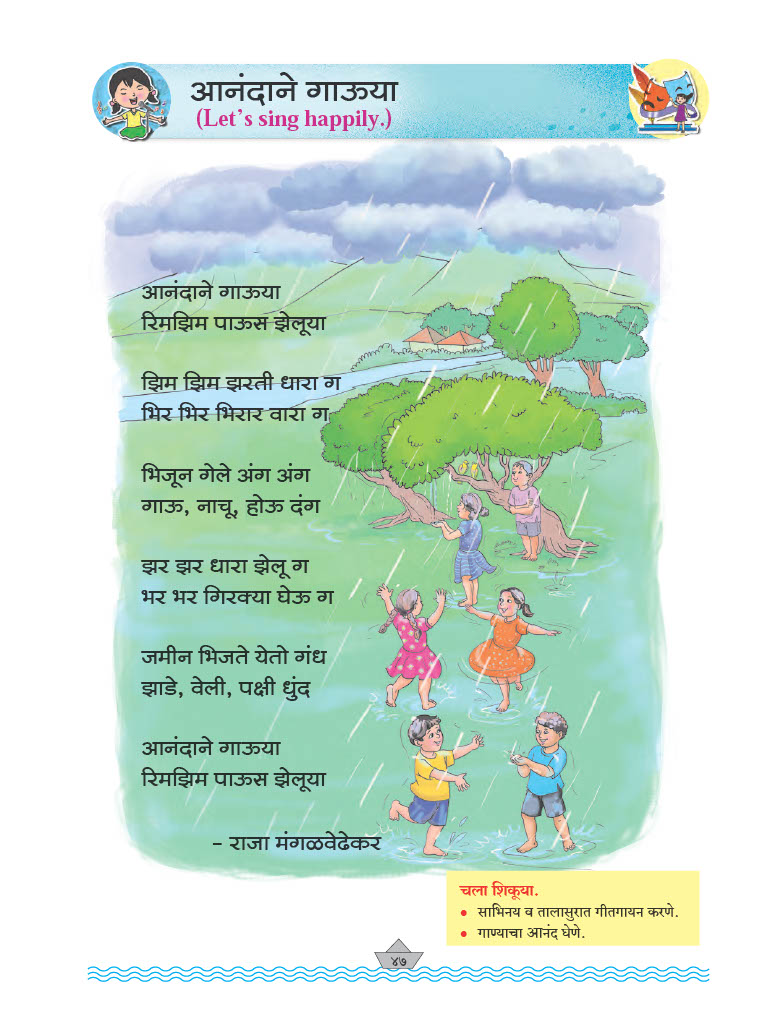 आनंदाने गाऊया
(Let's sing happily.)
आनंदाने गाऊया
रिमझिम पाऊस झेलूया
झिम झिम झरती धारा ग
भिर भिर भिरार वारा ग
भिजून गेले अंग अंग
गाऊ, नाचू, होऊ दंग
झर झर धारा झेलू ग
भर भर गिरक्या घेऊ ग
जमीन भिजते येतो गंध
झाडे, वेली, पक्षी धुंद
आनंदाने गाऊया
रिमझिम पाऊस झेलूया
– राजा मंगळवेढेकर
चला शिकूया.
• साभिनय व तालासुरात गीतगायन करणे.
• गाण्याचा आनंद घेणे.
४७